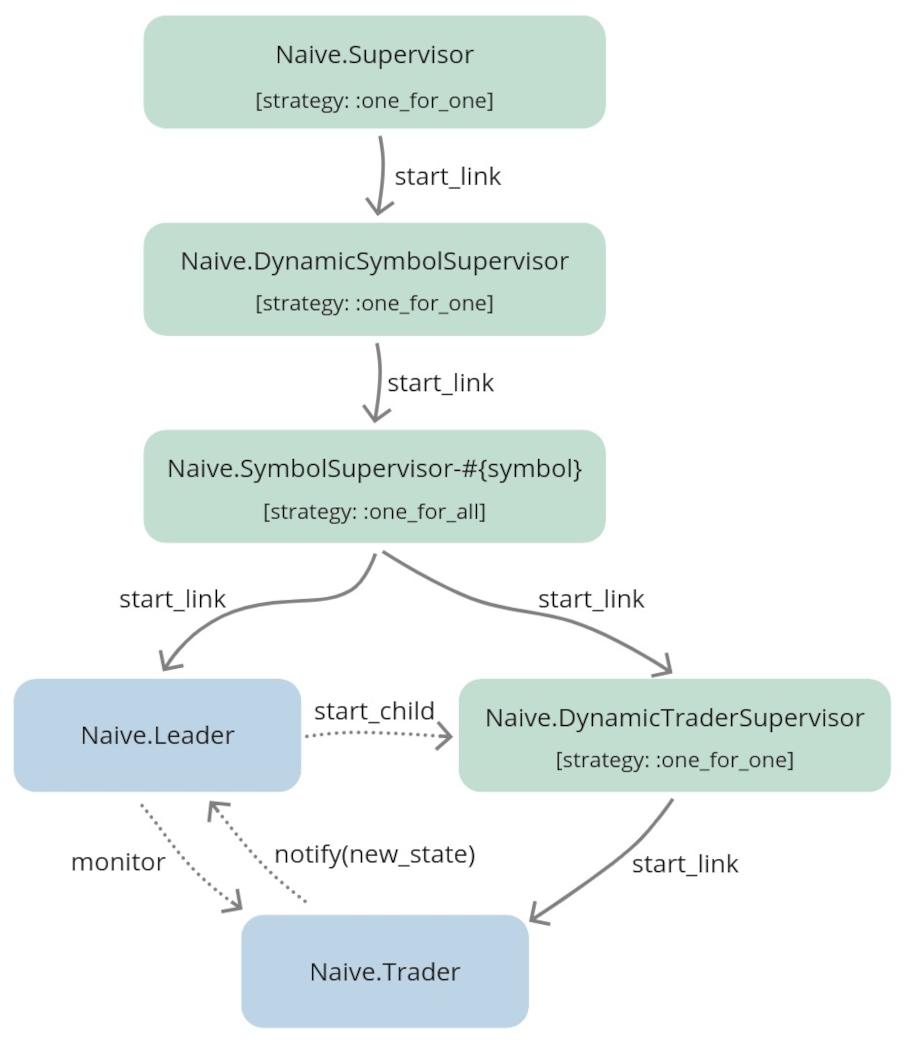 Naive.Supervisor
[strategy: :one_for_one]
start_link
Naive.DynamicSymbolSupervisor
[strategy: :one_for_one]
start_link
Naive.SymbolSupervisor-#{symbol}
[strategy: :one_for_all]
start_link
start_link
Naive.Leader
start_child
Naive.DynamicTraderSupervisor
[strategy: :one_for_one]
monitor
notify(new_state)
start_link
Naive.Trader